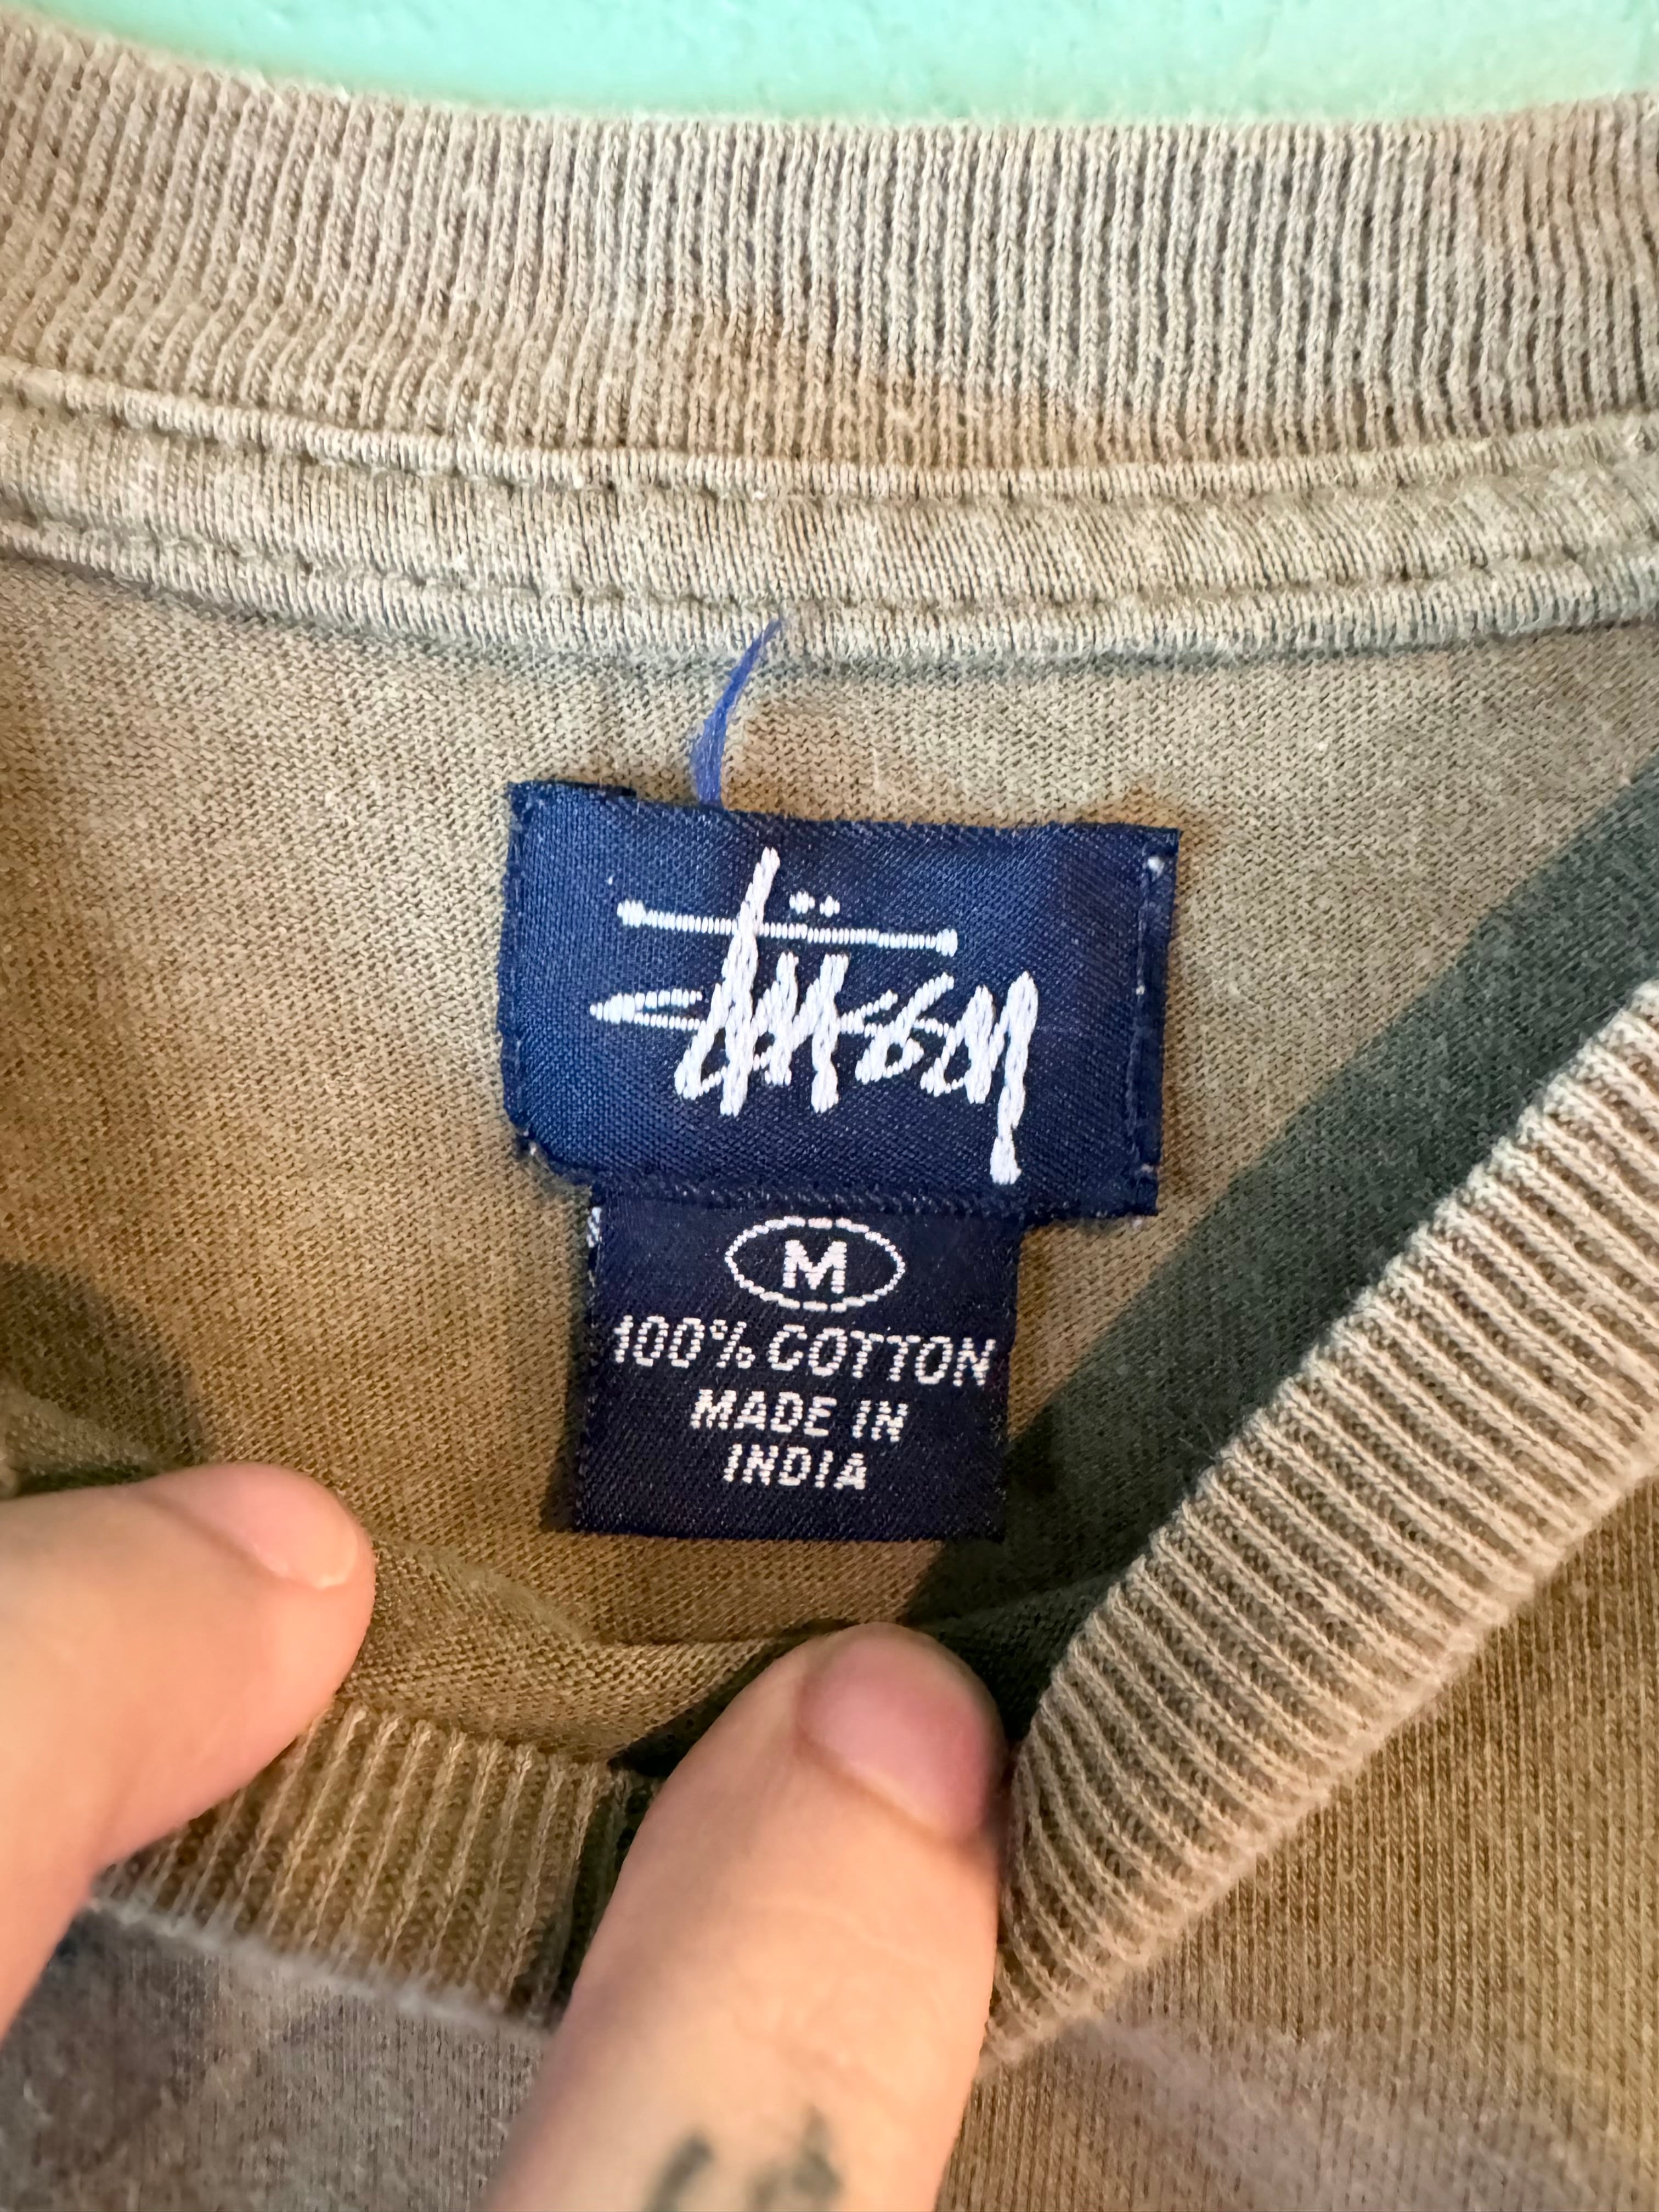 Stüssy
M
100% COTTON
MADE IN
INDIA